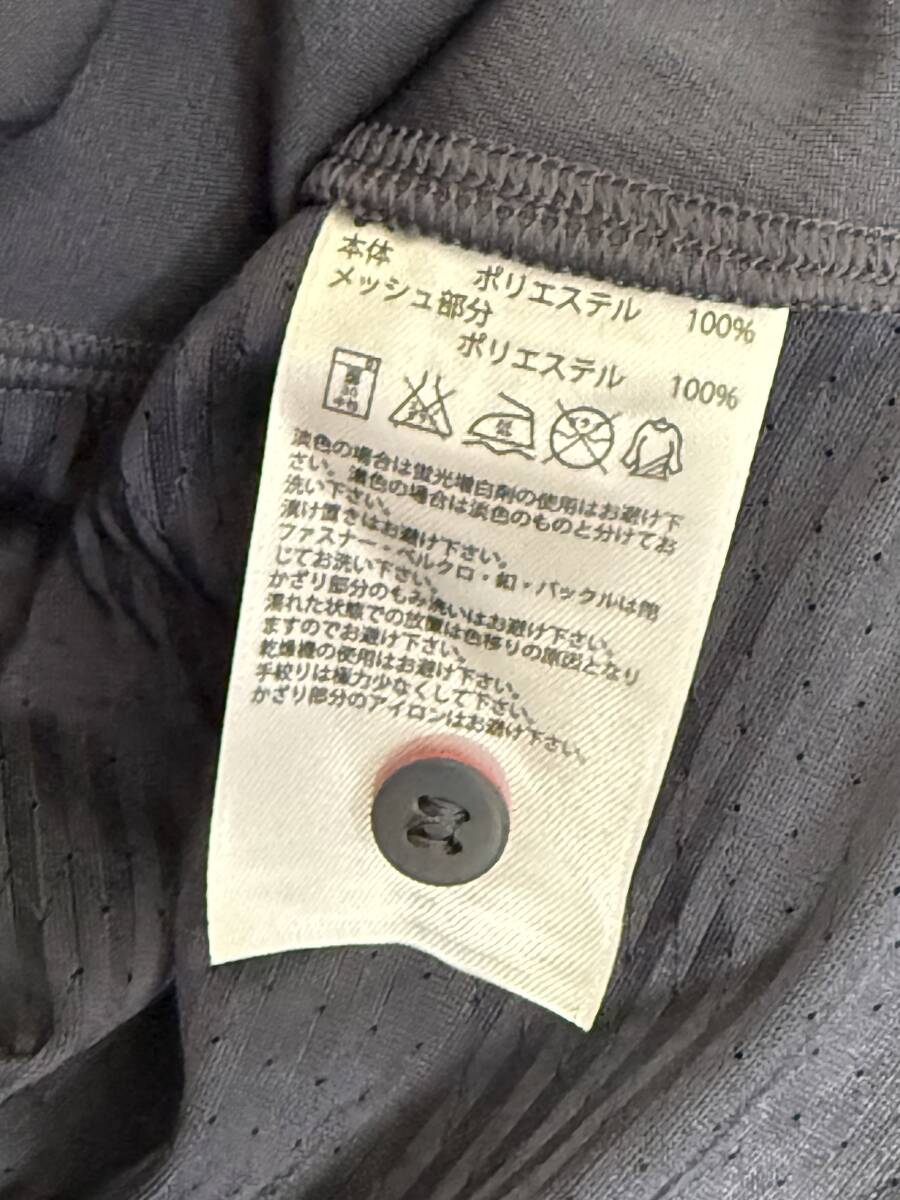 本体 ポリエステル 100%
メッシュ部分
ポリエステル 100%
弱
30
中性
低
淡色の場合は蛍光増白剤の使用はお避け下
さい。濃色の場合は淡色のものと分けてお
洗い下さい。
漬け置きはお避け下さい。
ファスナー・ベルクロ・釦・バックルは閉
じてお洗い下さい。
かざり部分のもみ洗いはお避け下さい。
濡れた状態での放置は色移りの原因となり
ますのでお避け下さい。
乾燥機の使用はお避け下さい。
手絞りは極力少なくして下さい。
かざり部分のアイロンはお避け下さい。